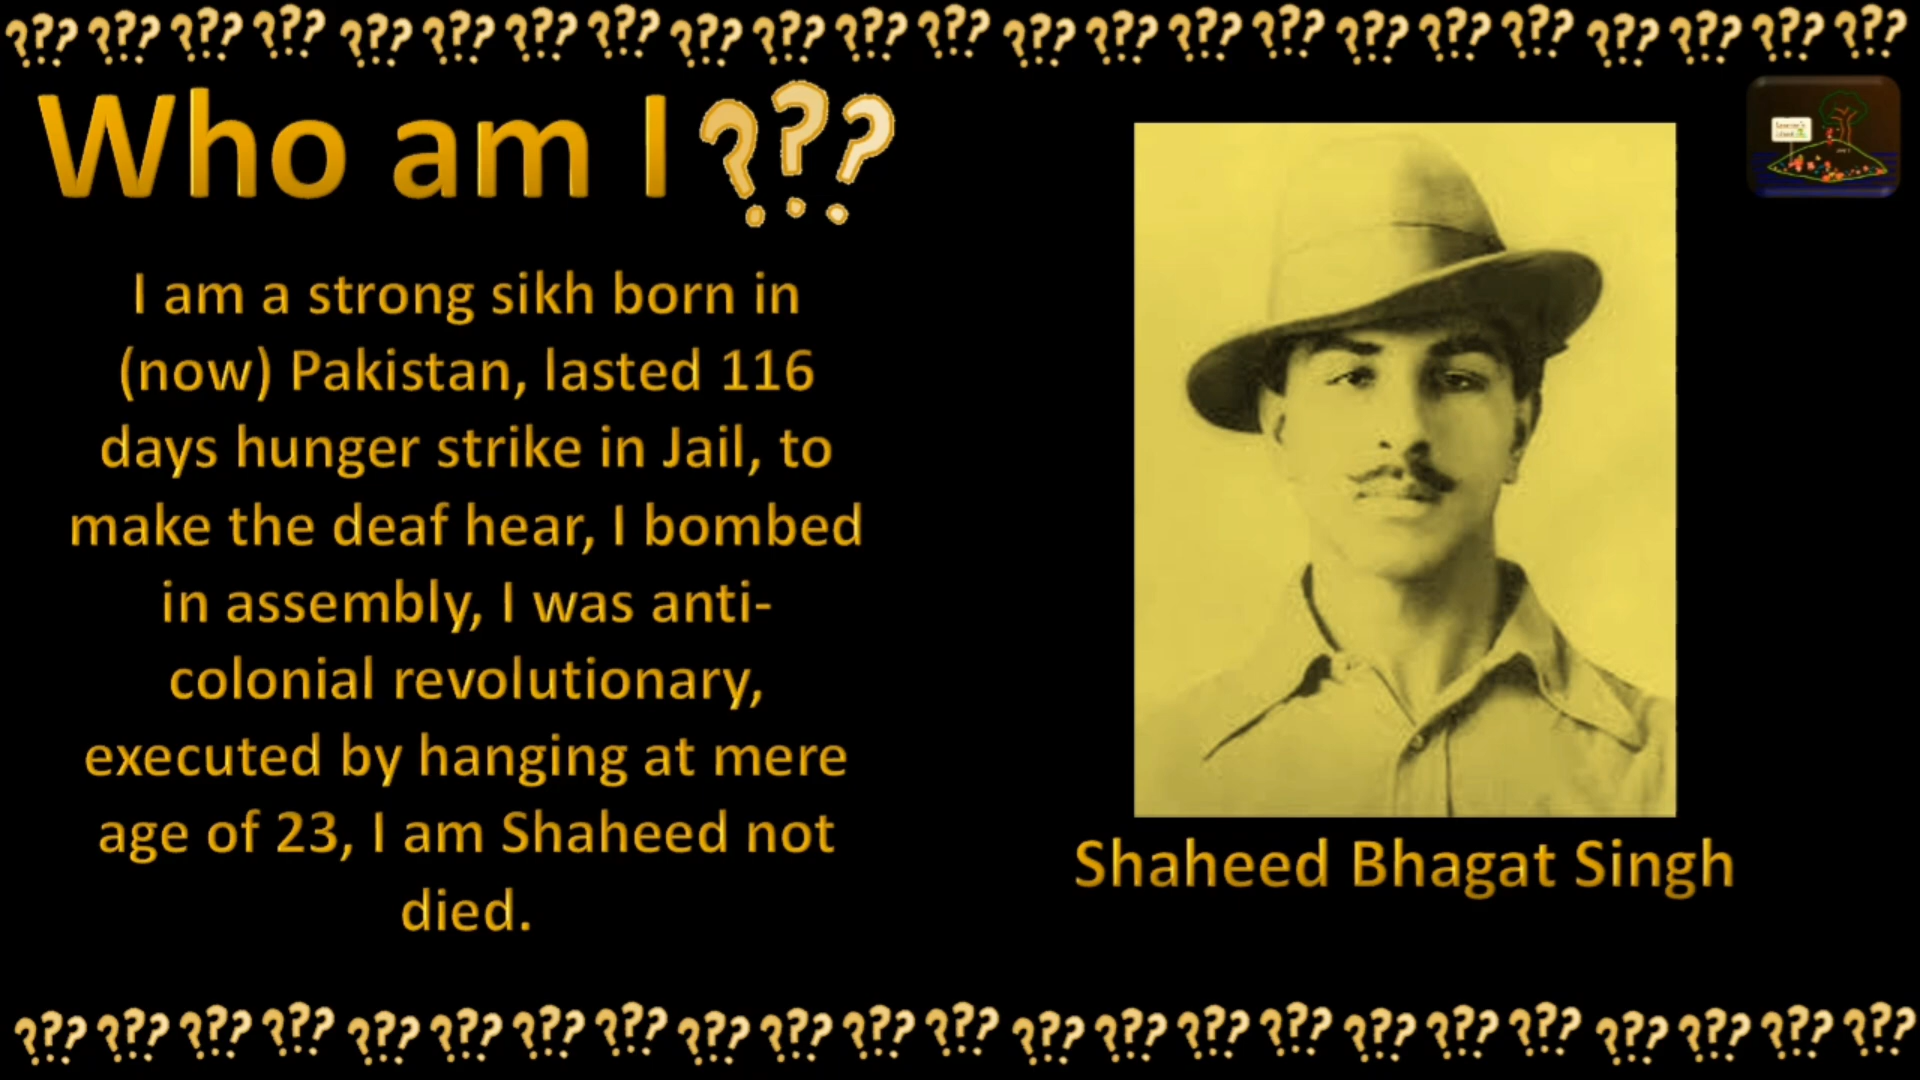 Who am I ???
I am a strong sikh born in
(now) Pakistan, lasted 116
days hunger strike in Jail, to
make the deaf hear, I bombed
in assembly, I was anti-
colonial revolutionary,
executed by hanging at mere
age of 23, I am Shaheed not
died.
Shaheed Bhagat Singh